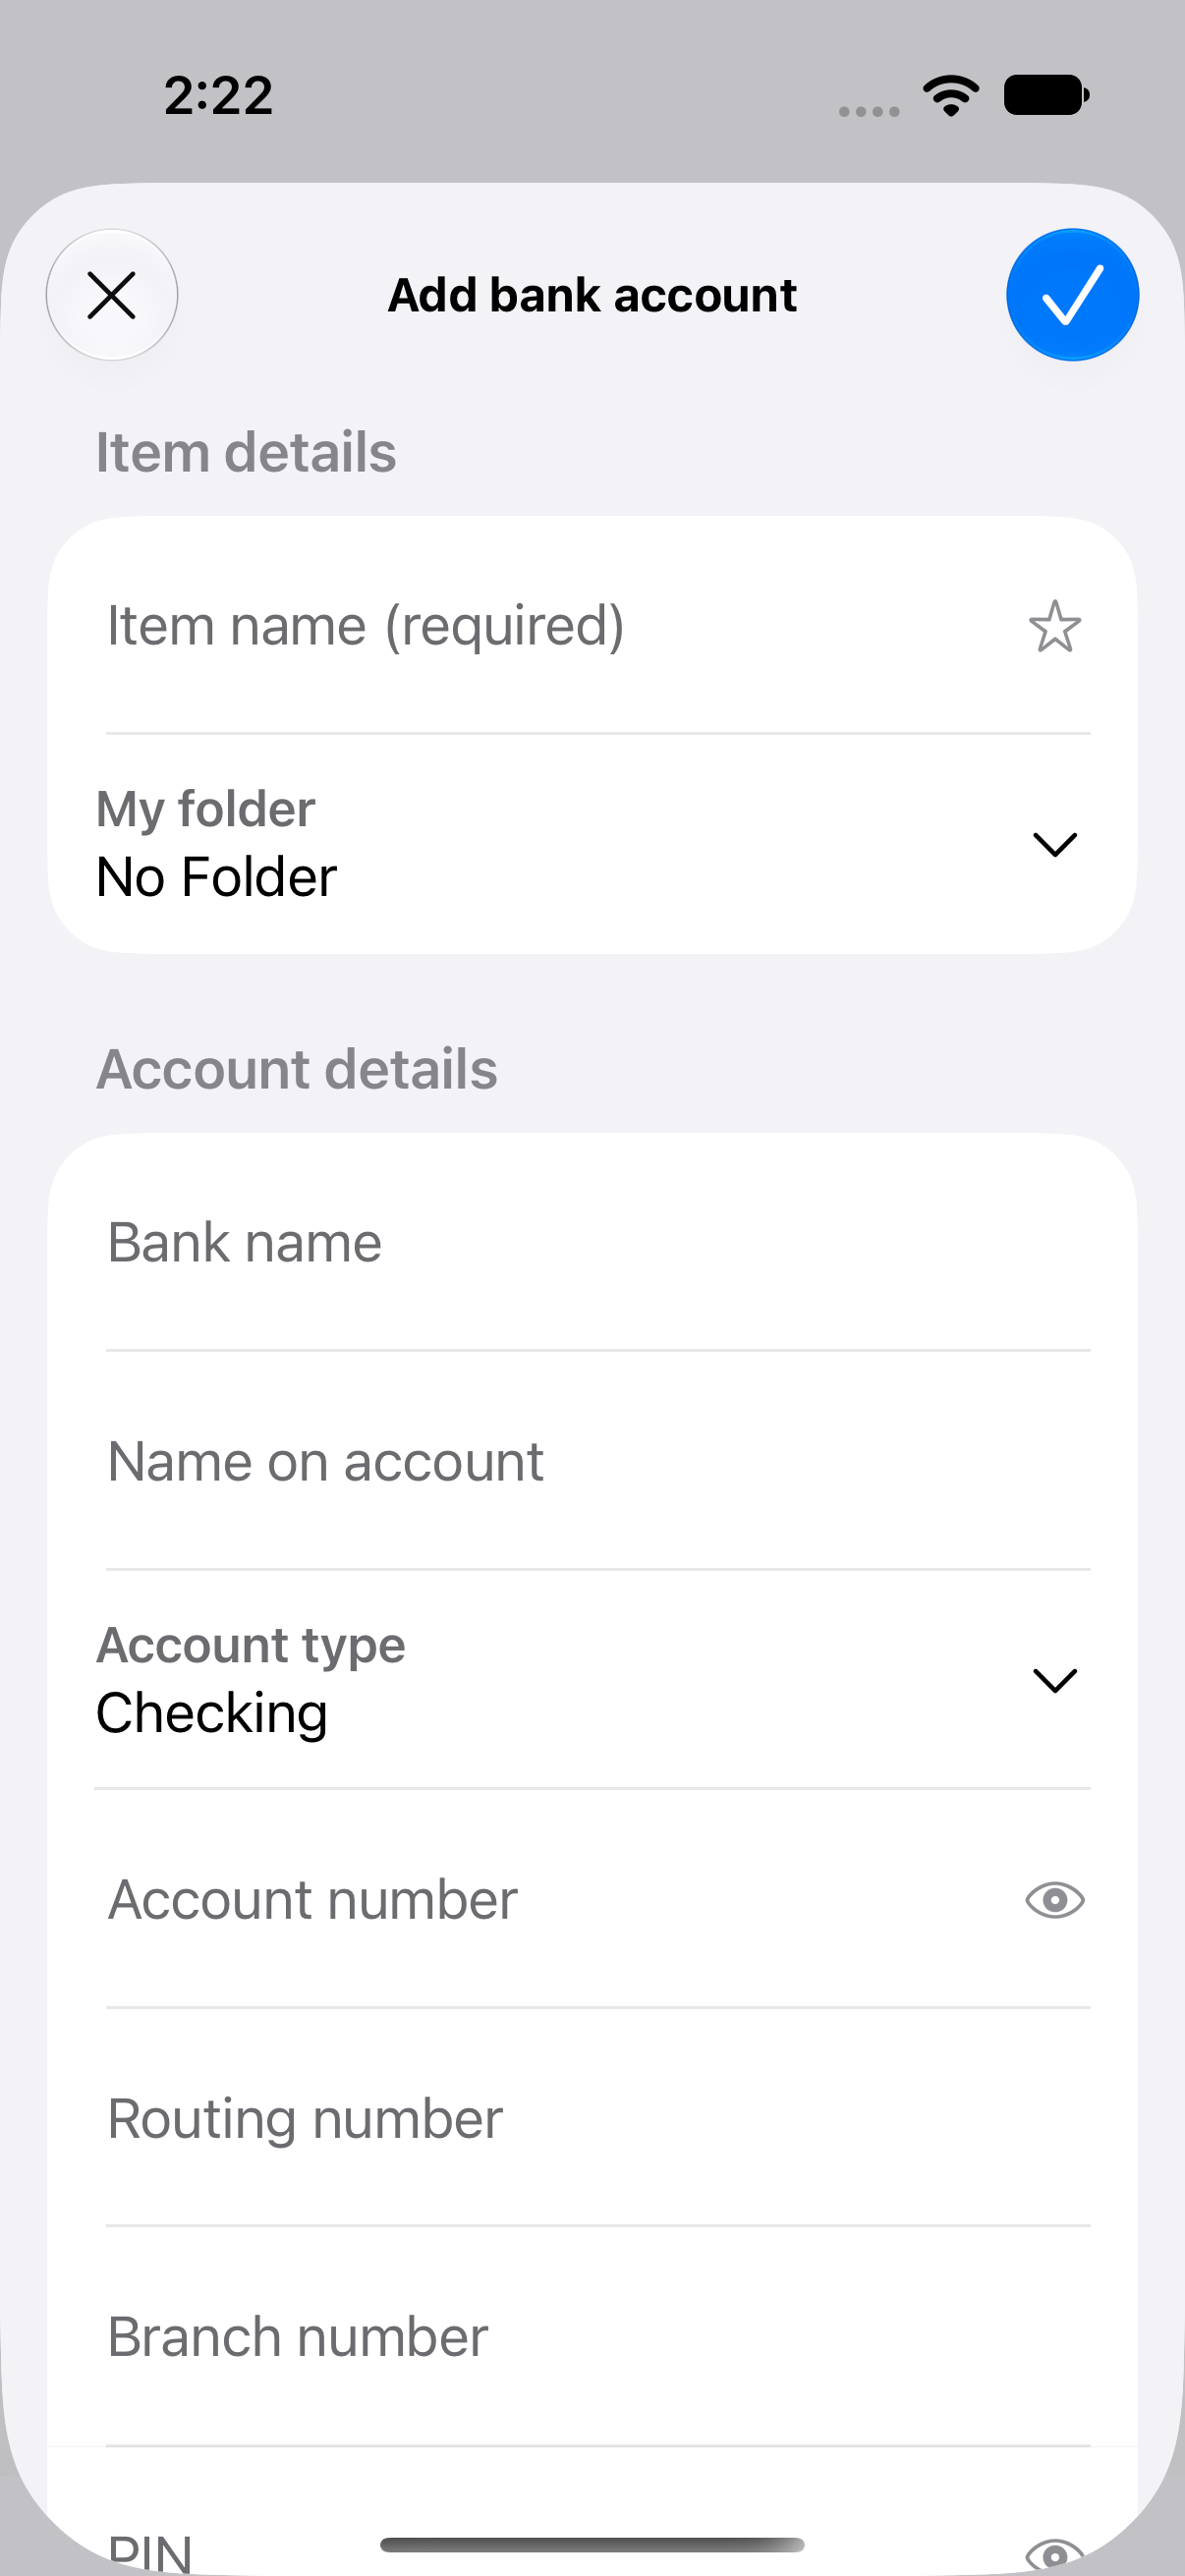 2:22
Add bank account
Item details
Item name (required)
My folder
No Folder
Account details
Bank name
Name on account
Account type
Checking
Account number
Routing number
Branch number
PIN